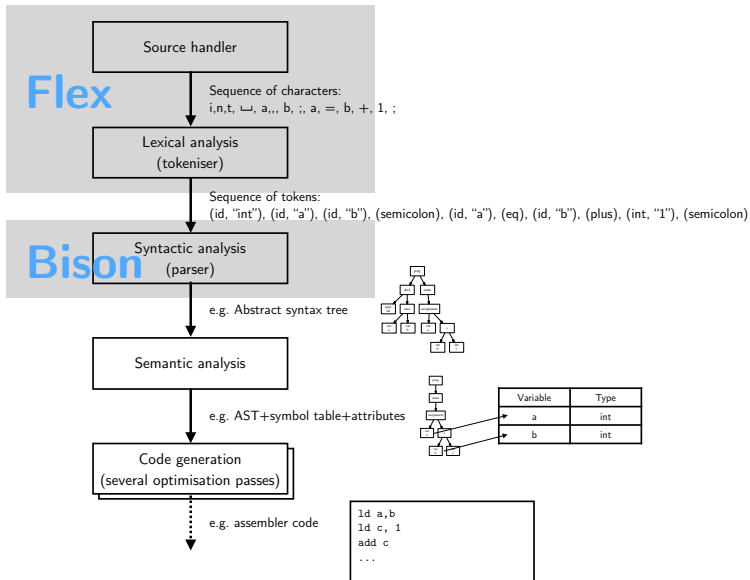 Source handler
Flex
Sequence of characters:
i,n,t, ⎵, a,,, b, ;, a, =, b, +, 1, ;
Lexical analysis
(tokeniser)
Sequence of tokens:
(id, “int”), (id, “a”), (id, “b”), (semicolon), (id, “a”), (eq), (id, “b”), (plus), (int, “1”), (semicolon)
Bison
Syntactic analysis
(parser)
e.g. Abstract syntax tree
Semantic analysis
e.g. AST+symbol table+attributes
Variable Type
a int
b int
Code generation
(several optimisation passes)
e.g. assembler code
ld a,b
ld c, 1
add c
...